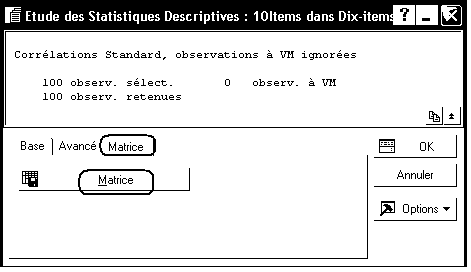 Etude des Statistiques Descriptives : 10Items dans Dix-items
Corrélations Standard, observations à VM ignorées
100 observ. sélect. 0 observ. à VM
100 observ. retenues
Base Avancé Matrice
OK
Matrice
Annuler
Options